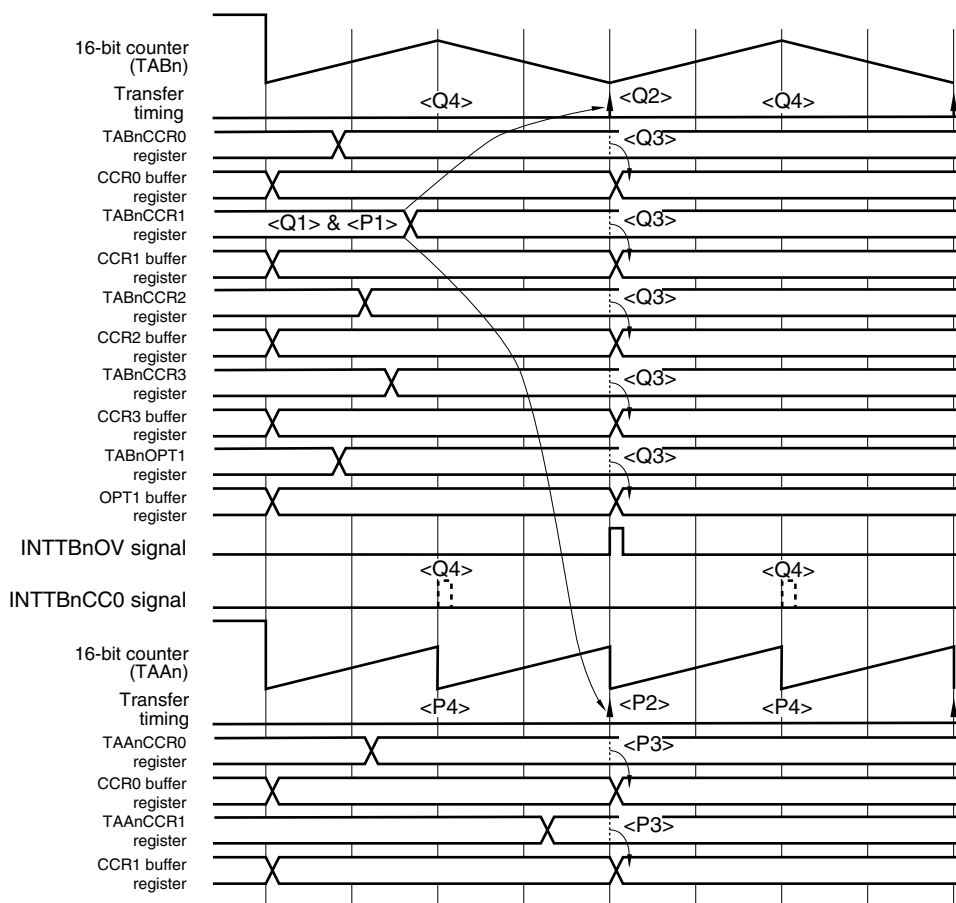 16-bit counter
(TABn)
Transfer
timing
<Q4>
<Q2>
<Q4>
TABnCCR0
register
<Q3>
CCR0 buffer
register
TABnCCR1
register
<Q1> & <P1>
<Q3>
CCR1 buffer
register
TABnCCR2
register
<Q3>
CCR2 buffer
register
TABnCCR3
register
<Q3>
CCR3 buffer
register
TABnOPT1
register
<Q3>
OPT1 buffer
register
INTTBnOV signal
<Q4>
<Q4>
INTTBnCC0 signal
16-bit counter
(TAAn)
Transfer
timing
<P4>
<P2>
<P4>
TAAnCCR0
register
<P3>
CCR0 buffer
register
TAAnCCR1
register
<P3>
CCR1 buffer
register